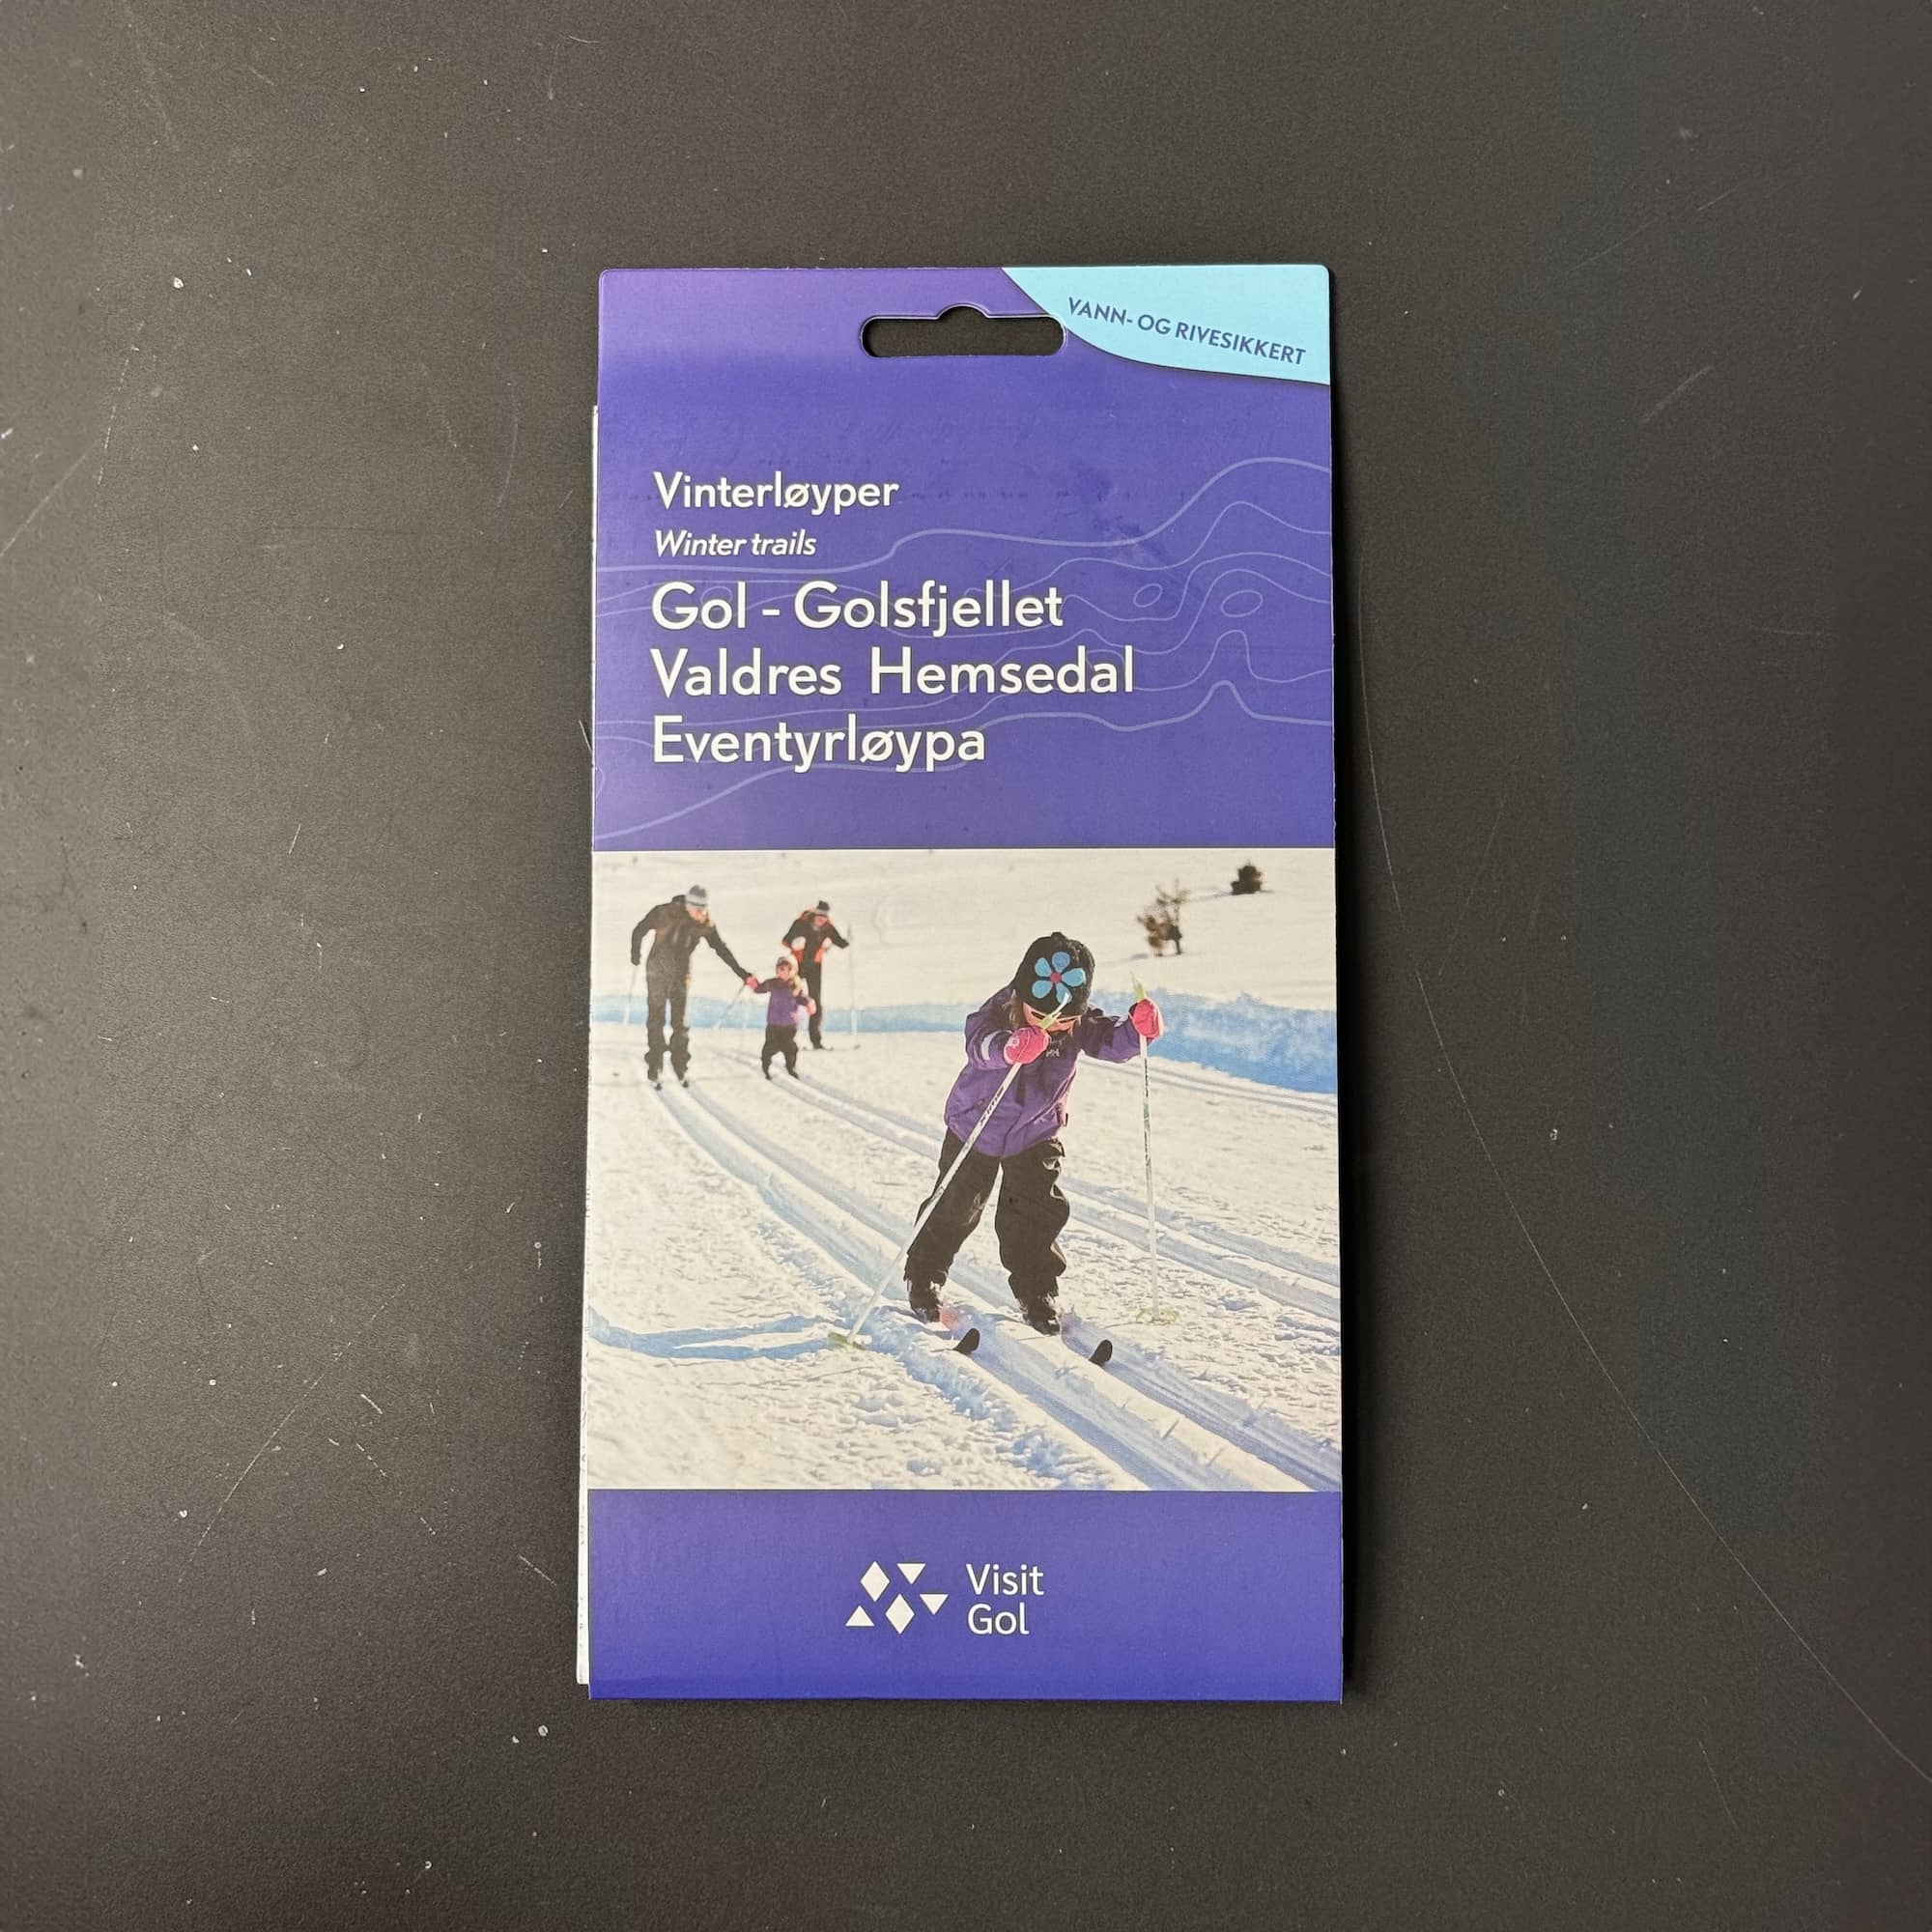 VANN- OG RIVESIKKERT
Vinterløyper
Winter trails
Gol - Golsfjellet
Valdres Hemsedal
Eventyrløypa
Visit
Gol